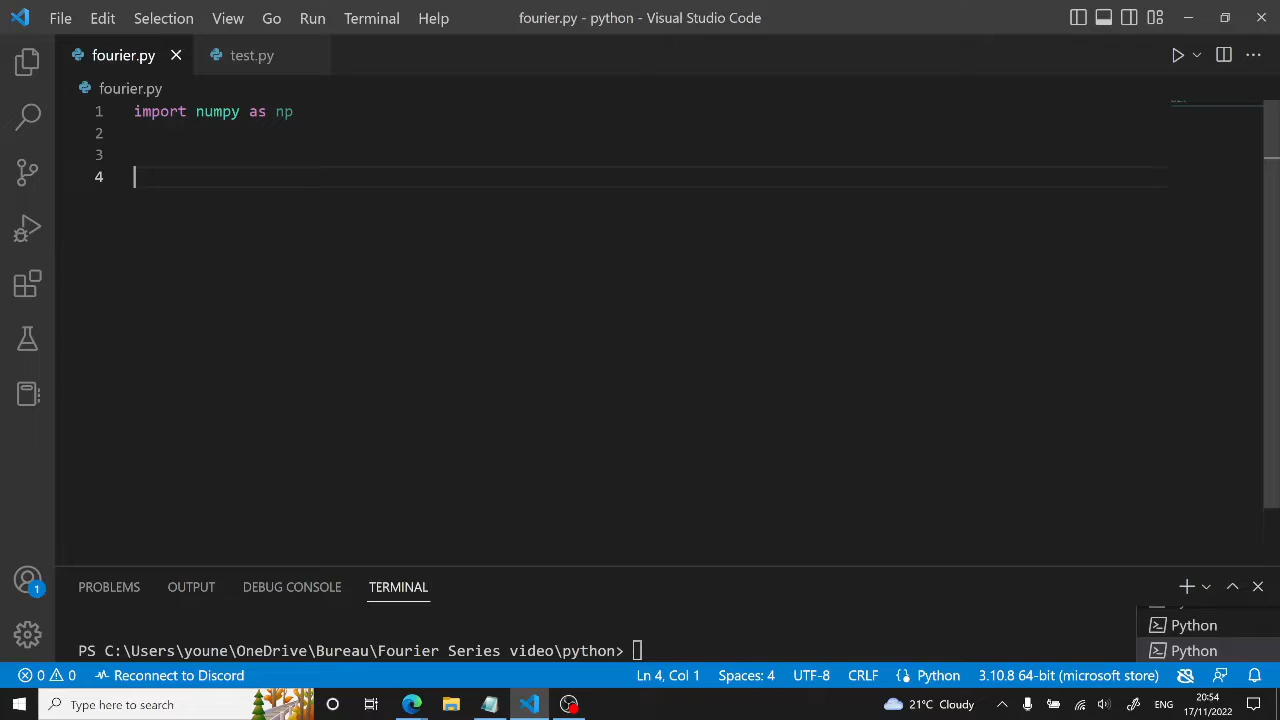 File Edit Selection View Go Run Terminal Help fourier.py - python - Visual Studio Code
fourier.py test.py
fourier.py
1 import numpy as np
2
3
4
PROBLEMS OUTPUT DEBUG CONSOLE TERMINAL
Python
PS C:\Users\youne\OneDrive\Bureau\Fourier Series video\python>
Python
1
0 0 Reconnect to Discord Ln 4, Col 1 Spaces: 4 UTF-8 CRLF Python 3.10.8 64-bit (microsoft store)
Type here to search 21°C Cloudy ENG 20:54
17/11/2022